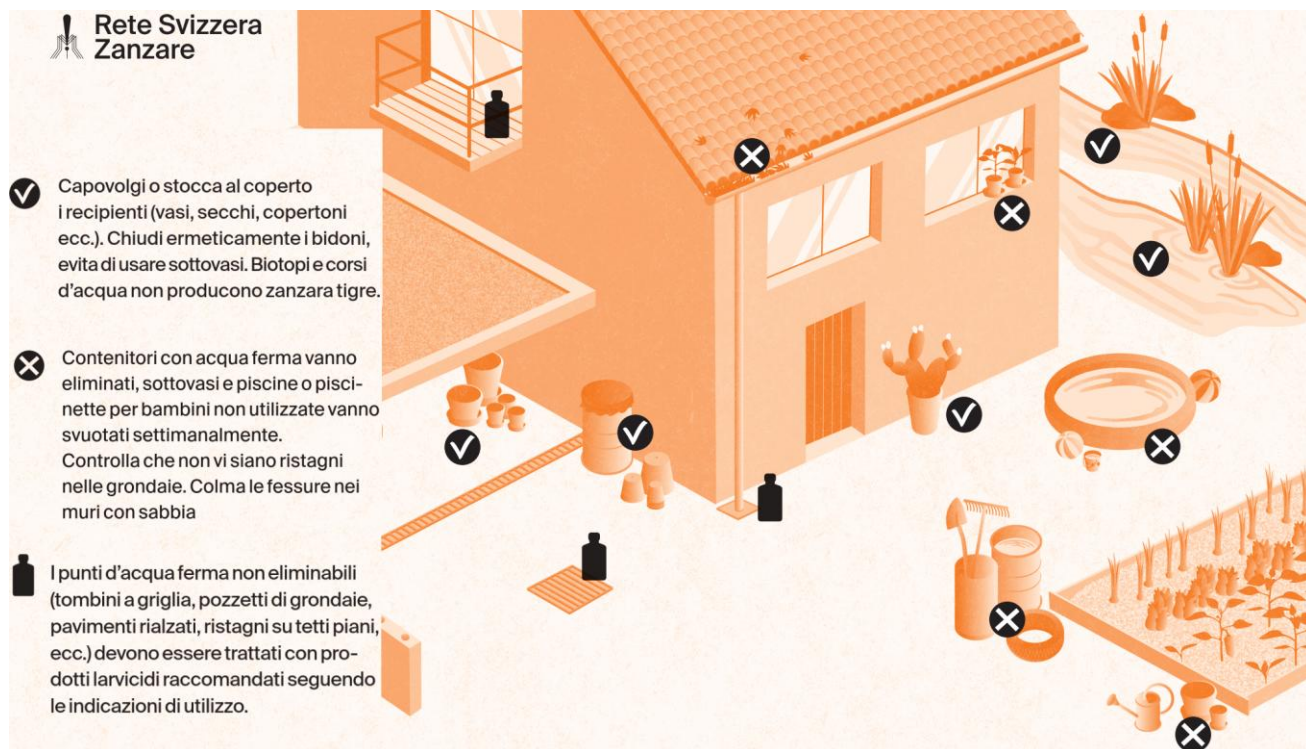 Rete Svizzera
Zanzare
Capovolgi o stocca al coperto
i recipienti (vasi, secchi, copertoni
ecc.). Chiudi ermeticamente i bidoni,
evita di usare sottovasi. Biotopi e corsi
d’acqua non producono zanzara tigre.
Contenitori con acqua ferma vanno
eliminati, sottovasi e piscine o pisci-
nette per bambini non utilizzate vanno
svuotati settimanalmente.
Controlla che non vi siano ristagni
nelle grondaie. Colma le fessure nei
muri con sabbia
I punti d’acqua ferma non eliminabili
(tombini a griglia, pozzetti di grondaie,
pavimenti rialzati, ristagni su tetti piani,
ecc.) devono essere trattati con pro-
dotti larvicidi raccomandati seguendo
le indicazioni di utilizzo.